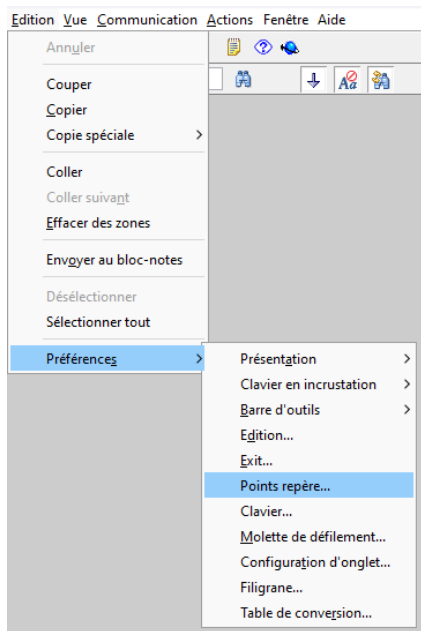 Edition Vue Communication Actions Fenêtre Aide
Annuler
Couper
Copier
Copie spéciale
Coller
Coller suivant
Effacer des zones
Envoyer au bloc-notes
Désélectionner
Sélectionner tout
Préférences
Présentation
Clavier en incrustation
Barre d'outils
Edition...
Exit...
Points repère...
Clavier...
Molette de défilement...
Configuration d'onglet...
Filigrane...
Table de conversion...